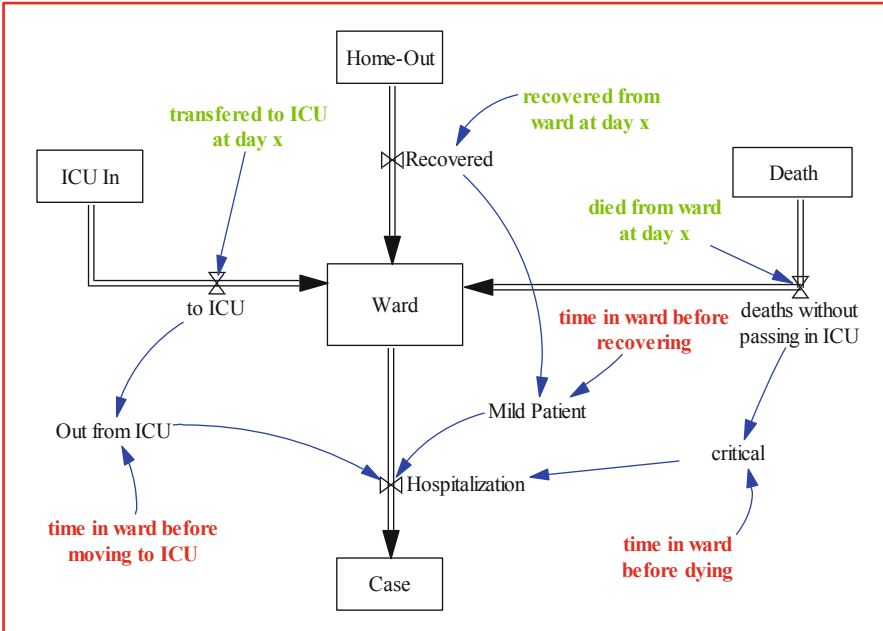 Home-Out
transfered to ICU
at day x
recovered from
ward at day x
Recovered
ICU In
Death
died from ward
at day x
Ward
to ICU
deaths without
passing in ICU
time in ward before
recovering
Mild Patient
Out from ICU
critical
Hospitalization
time in ward before
moving to ICU
time in ward
before dying
Case